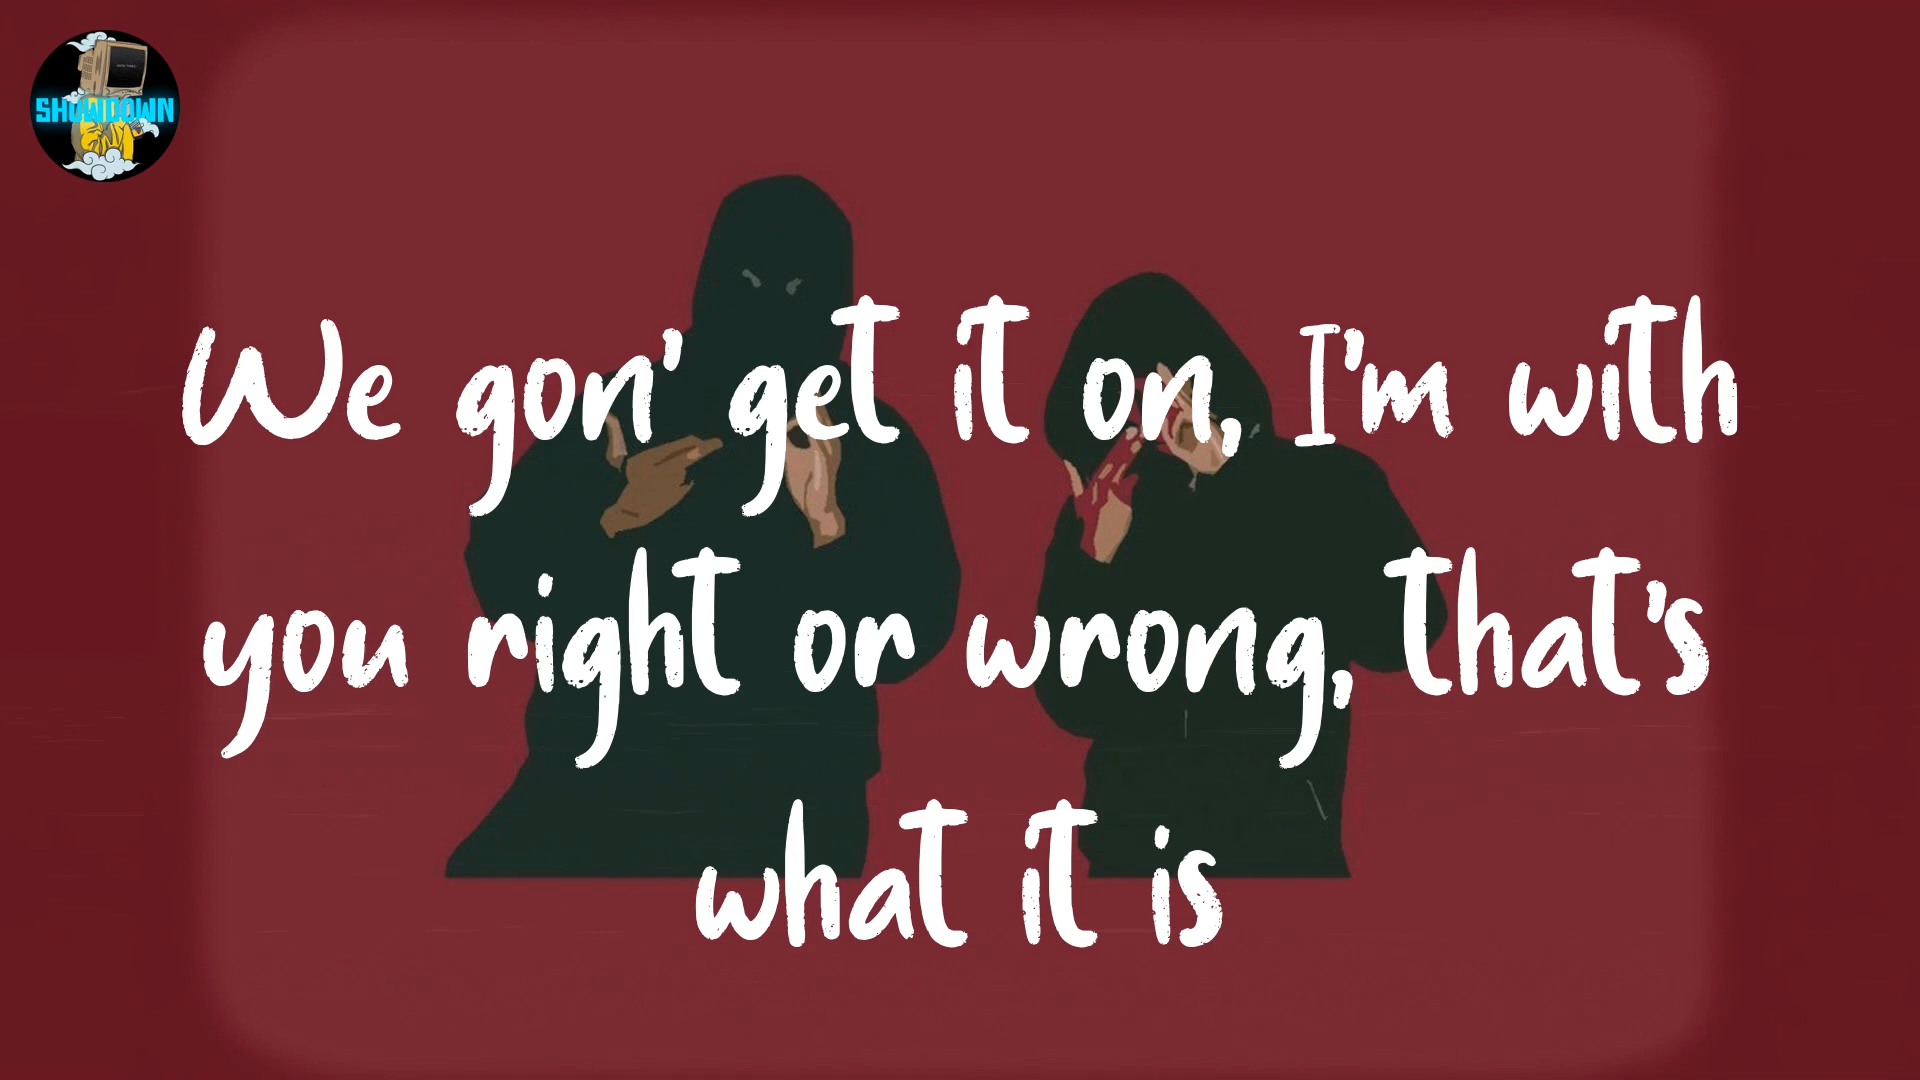 SHOWDOWN
We gon' get it on, I'm with
you right or wrong, that's
what it is